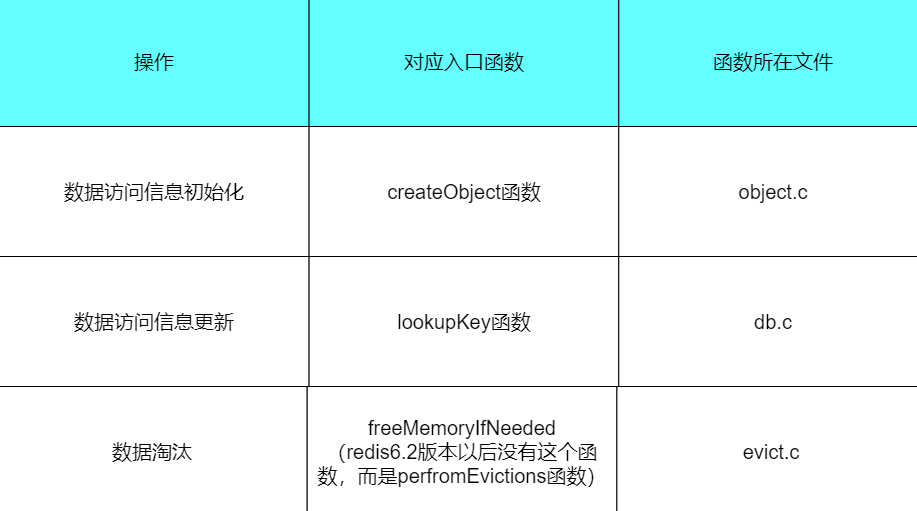 操作
对应入口函数
函数所在文件
数据访问信息初始化
createObject函数
object.c
数据访问信息更新
lookupKey函数
db.c
数据淘汰
freeMemoryIfNeeded
（redis6.2版本以后没有这个函
数，而是perfromEvictions函数）
evict.c